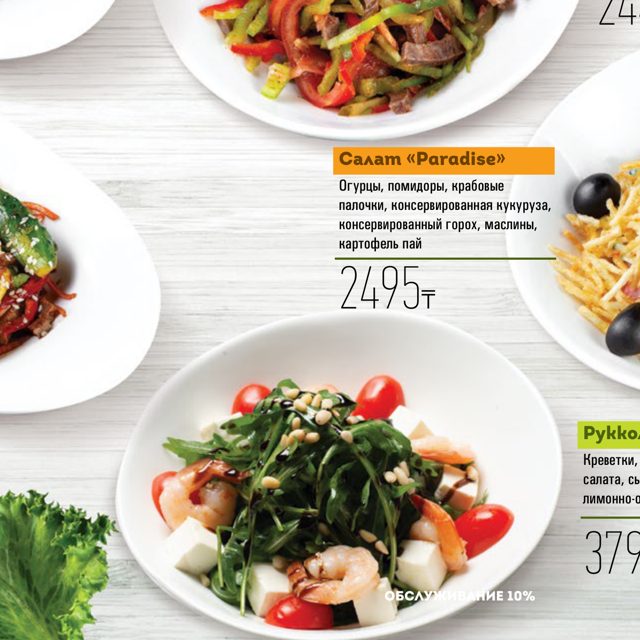 Салат «Paradise»
Огурцы, помидоры, крабовые
палочки, консервированная кукуруза,
консервированный горох, маслины,
картофель пай
2495₸
Креветки,
салата,
ОБСЛУЖИВАНИЕ 10%